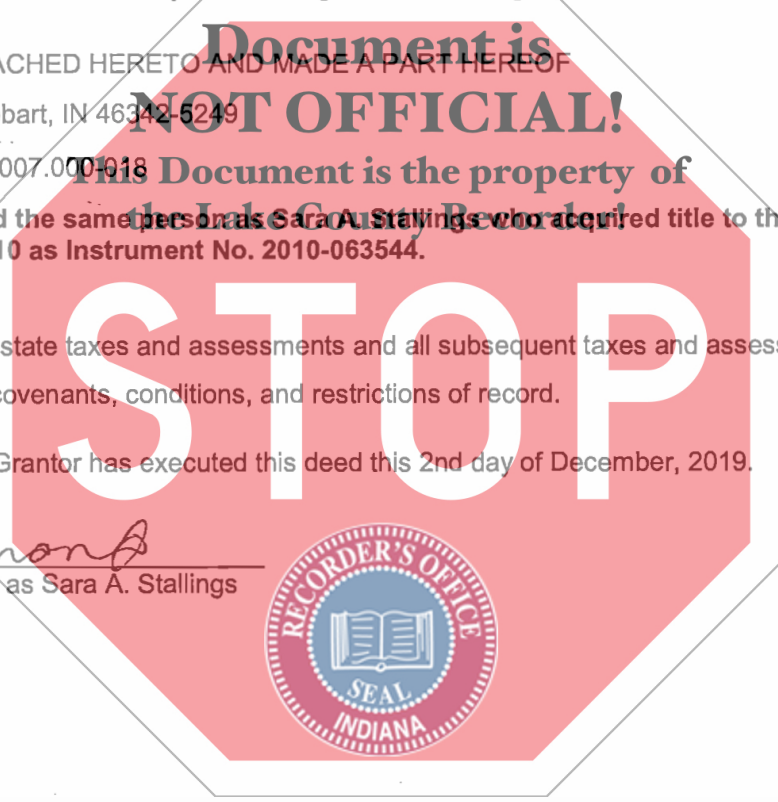 Document is
ACHED HERETO AND MADE A PART HEREOF
NOT OFFICIAL!
bart, IN 46342-5249
This Document is the property of
007.000-018
the Lake County Recorder!
d the same person as Sara A. Stallings who acquired title to th
10 as Instrument No. 2010-063544.
STOP
state taxes and assessments and all subsequent taxes and assess
covenants, conditions, and restrictions of record.
Grantor has executed this deed this 2nd day of December, 2019.
as Sara A. Stallings
RECORDER'S OFFICE
SEAL
INDIANA